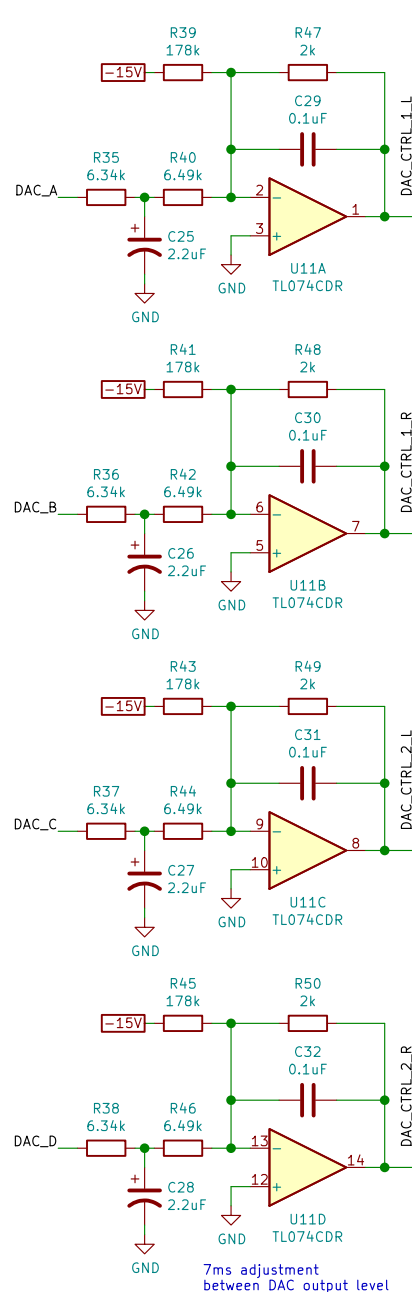 R39
178k
R47
2k
-15V
C29
0.1uF
DAC_CTRL_1_L
R35
6.34k
R40
6.49k
DAC_A
2
-
1
3
+
+
C25
2.2uF
GND
U11A
TL074CDR
GND
R41
178k
R48
2k
-15V
C30
0.1uF
DAC_CTRL_1_R
R36
6.34k
R42
6.49k
DAC_B
6
-
7
5
+
+
C26
2.2uF
GND
U11B
TL074CDR
GND
R43
178k
R49
2k
-15V
C31
0.1uF
DAC_CTRL_2_L
R37
6.34k
R44
6.49k
DAC_C
9
-
8
10
+
+
C27
2.2uF
GND
U11C
TL074CDR
GND
R45
178k
R50
2k
-15V
C32
0.1uF
DAC_CTRL_2_R
R38
6.34k
R46
6.49k
DAC_D
13
-
14
12
+
+
C28
2.2uF
GND
U11D
TL074CDR
GND
7ms adjustment
between DAC output level